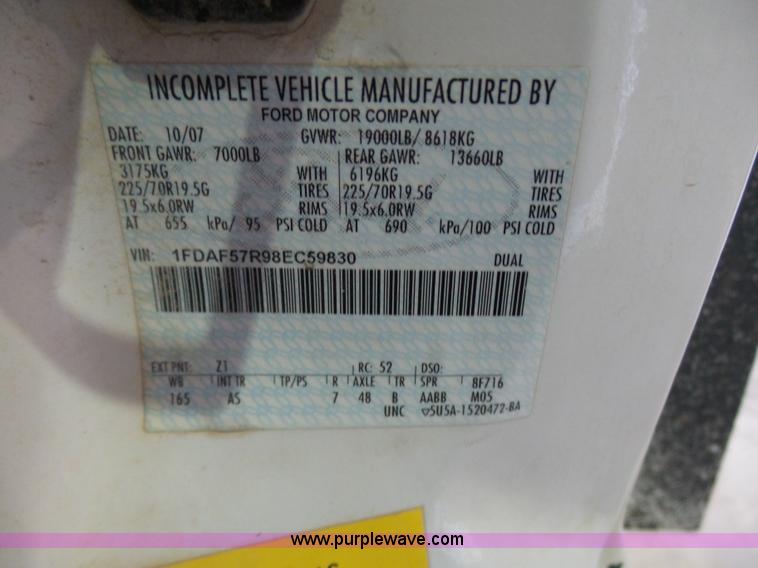 INCOMPLETE VEHICLE MANUFACTURED BY
FORD MOTOR COMPANY
DATE: 10/07 GVWR: 19000LB/ 8618KG
FRONT GAWR: 7000LB REAR GAWR: 13660LB
3175KG WITH 6196KG WITH
225/70R19.5G TIRES 225/70R19.5G TIRES
19.5x6.0RW RIMS 19.5x6.0RW RIMS
AT 655 kPa/ 95 PSI COLD AT 690 kPa/100 PSI COLD
VIN: 1FDAF57R98EC59830 DUAL
EXT PNT: Z1 RC: 52 DSO:
WB INT TR TP/PS R AXLE TR SPR 8F716
165 AS 7 48 B AABB M05
UNC 5U5A-1520472-BA
www.purplewave.com